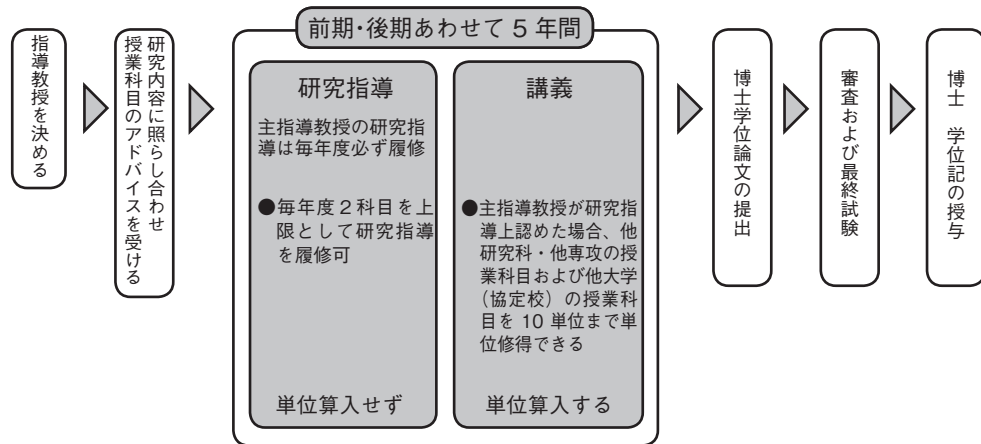 指導教授を決める
研究内容に照らし合わせ
授業科目のアドバイスを受ける
前期・後期あわせて 5 年間
研究指導
主指導教授の研究指
導は毎年度必ず履修
●毎年度２科目を上
限として研究指導
を履修可
単位算入せず
講義
●主指導教授が研究指
導上認めた場合、他
研究科・他専攻の授
業科目および他大学
（協定校）の授業科
目を 10 単位まで単
位修得できる
単位算入する
博士学位論文の提出
審査および最終試験
博士　学位記の授与